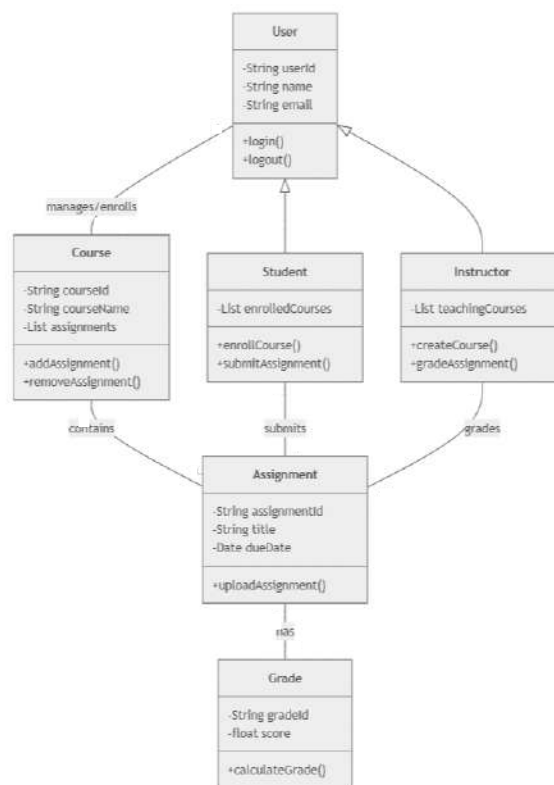 User
-String userId
-String name
-String email
+login()
+logout()
manages/enrolls
Course
-String courseId
-String courseName
-List assignments
+addAssignment()
+removeAssignment()
Student
-List enrolledCourses
+enrollCourse()
+submitAssignment()
Instructor
-List teachingCourses
+createCourse()
+gradeAssignment()
contains
submits
grades
Assignment
-String assignmentId
-String title
-Date dueDate
+uploadAssignment()
has
Grade
-String gradeId
-float score
+calculateGrade()